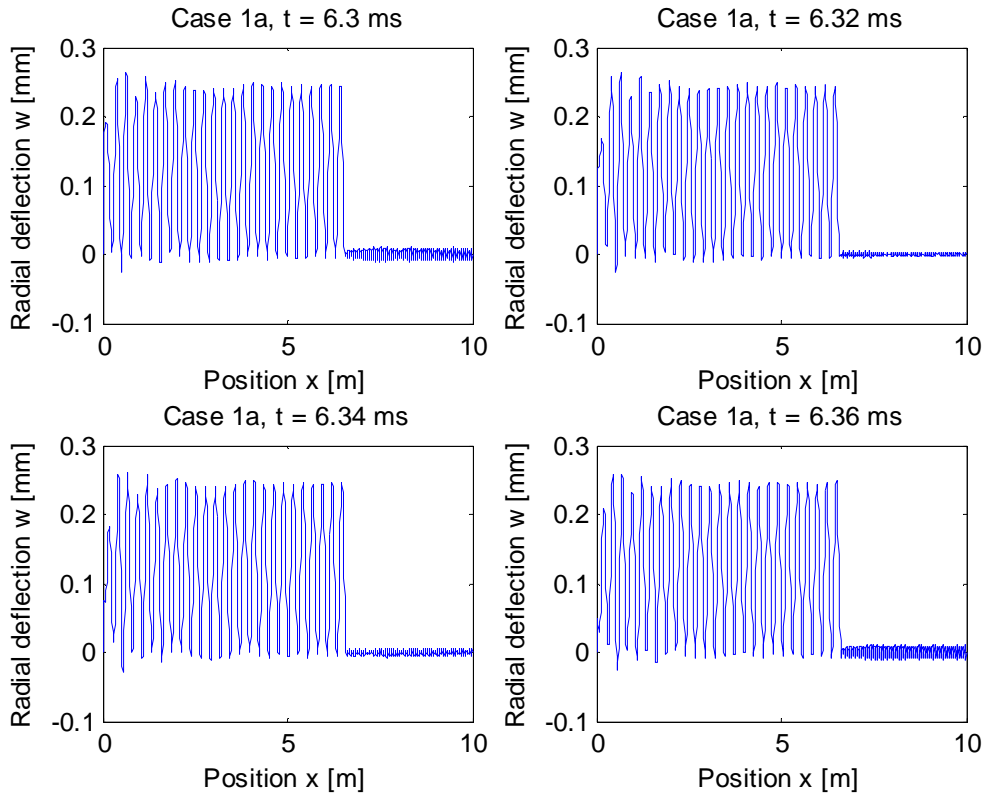 Case 1a, t = 6.3 ms
Radial deflection w [mm]
0.3
0.2
0.1
0
-0.1
0
5
10
Position x [m]
Case 1a, t = 6.32 ms
Radial deflection w [mm]
0.3
0.2
0.1
0
-0.1
0
5
10
Position x [m]
Case 1a, t = 6.34 ms
Radial deflection w [mm]
0.3
0.2
0.1
0
-0.1
0
5
10
Position x [m]
Case 1a, t = 6.36 ms
Radial deflection w [mm]
0.3
0.2
0.1
0
-0.1
0
5
10
Position x [m]